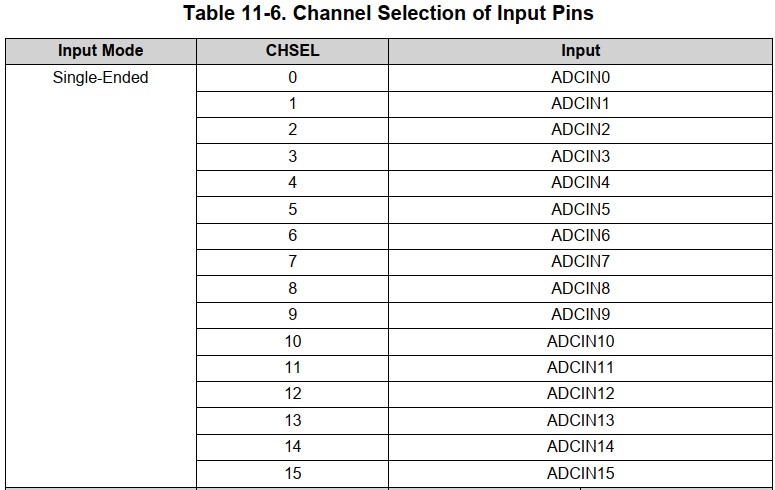 Table 11-6. Channel Selection of Input Pins
Input Mode CHSEL Input
Single-Ended 0 ADCIN0
1 ADCIN1
2 ADCIN2
3 ADCIN3
4 ADCIN4
5 ADCIN5
6 ADCIN6
7 ADCIN7
8 ADCIN8
9 ADCIN9
10 ADCIN10
11 ADCIN11
12 ADCIN12
13 ADCIN13
14 ADCIN14
15 ADCIN15